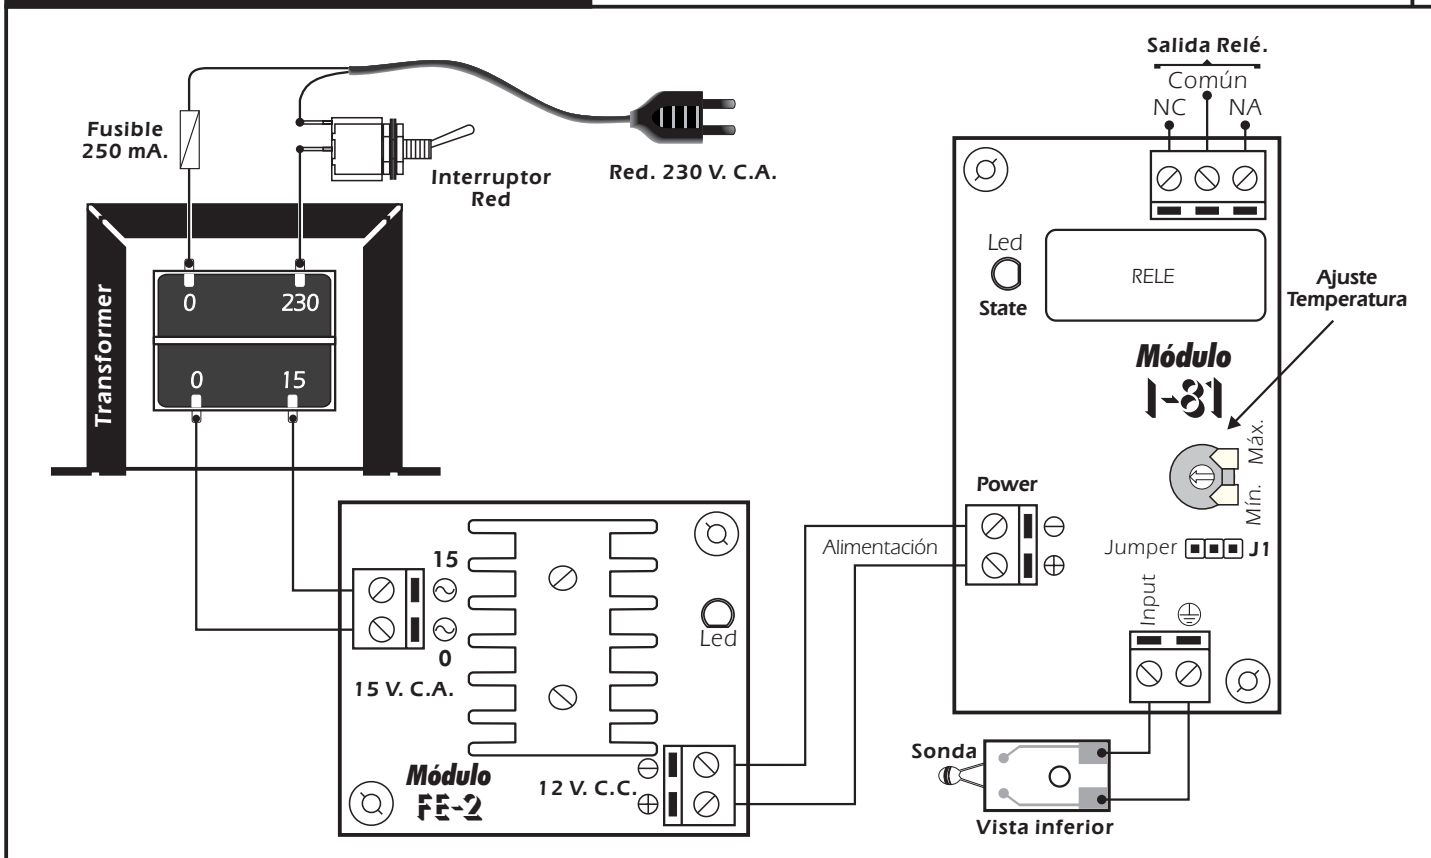 Salida Relé.
Común
NC
NA
Fusible
250 mA.
Interruptor
Red
Red. 230 V. C.A.
Transformer
0
230
0
15
Led
State
RELE
Ajuste
Temperatura
Módulo
I-81
Máx.
Mín.
Power
Jumper
J1
Alimentación
Input
15
0
15 V. C.A.
Led
Módulo
FE-2
12 V. C.C.
Sonda
Vista inferior